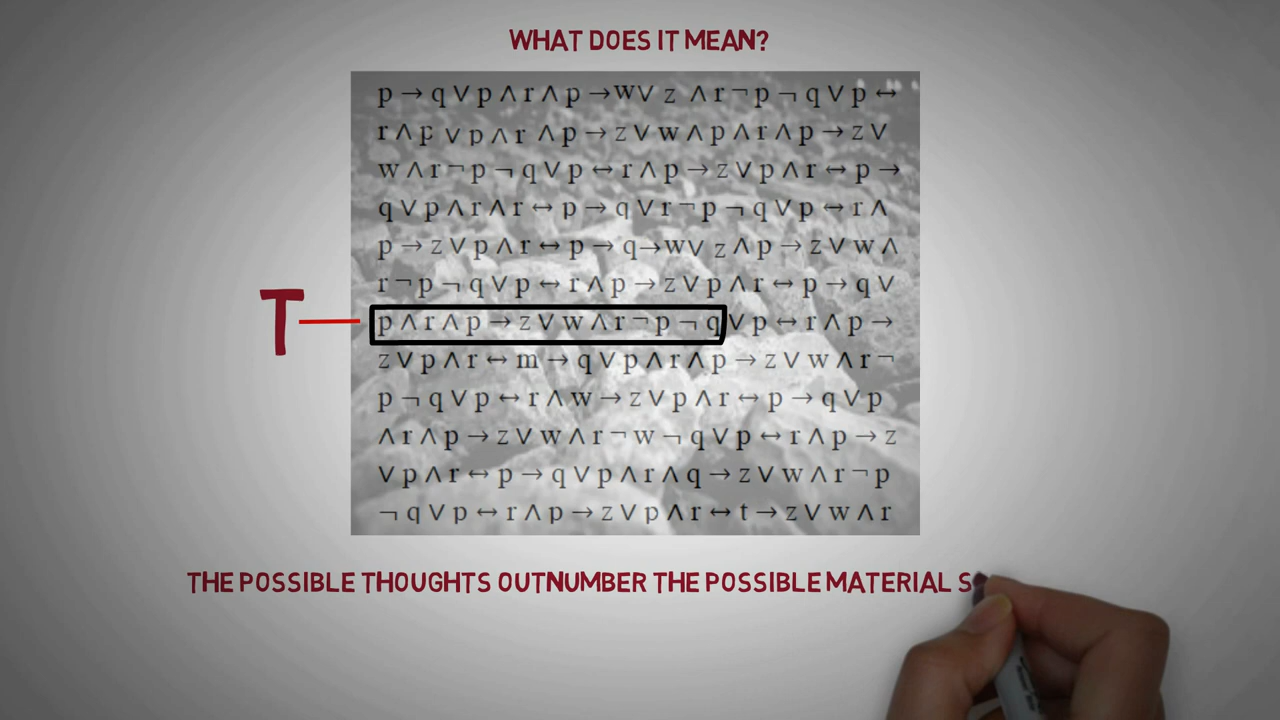 WHAT DOES IT MEAN?
p → q ∨ p ∧ r ∧ p → w ∨ z ∧ r ¬ p ¬ q ∨ p ↔
r ∧ p ∨ p ∧ r ∧ p → z ∨ w ∧ p ∧ r ∧ p → z ∨
w ∧ r ¬ p ¬ q ∨ p ↔ r ∧ p → z ∨ p ∧ r ↔ p →
q ∨ p ∧ r ∧ r ↔ p → q ∨ r ¬ p ¬ q ∨ p ↔ r ∧
p → z ∨ p ∧ r ↔ p → q → w ∨ z ∧ p → z ∨ w ∧
r ¬ p ¬ q ∨ p ↔ r ∧ p → z ∨ p ∧ r ↔ p → q ∨
T
p ∧ r ∧ p → z ∨ w ∧ r ¬ p ¬ q ∨ p ↔ r ∧ p →
z ∨ p ∧ r ↔ m → q ∨ p ∧ r ∧ p → z ∨ w ∧ r ¬
p ¬ q ∨ p ↔ r ∧ w → z ∨ p ∧ r ↔ p → q ∨ p
∧ r ∧ p → z ∨ w ∧ r ¬ w ¬ q ∨ p ↔ r ∧ p → z
∨ p ∧ r ↔ p → q ∨ p ∧ r ∧ q → z ∨ w ∧ r ¬ p
¬ q ∨ p ↔ r ∧ p → z ∨ p ∧ r ↔ t → z ∨ w ∧ r
THE POSSIBLE THOUGHTS OUTNUMBER THE POSSIBLE MATERIAL S